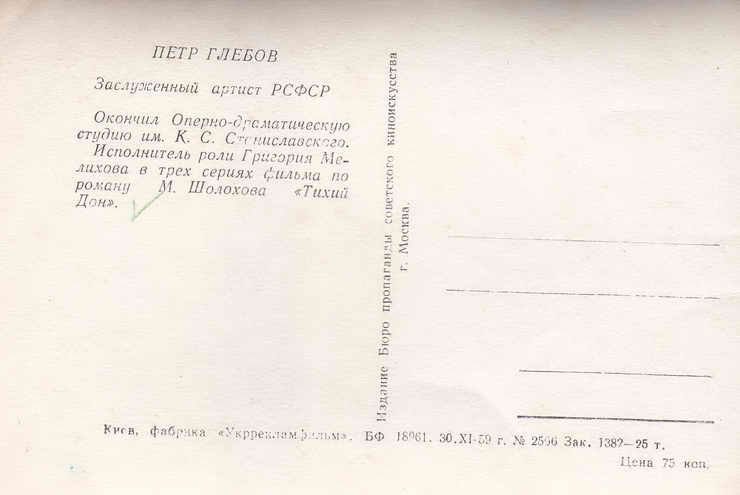 ПЕТР ГЛЕБОВ
Заслуженный артист РСФСР
Окончил Оперно-драматическую
студию им. К. С. Станиславского.
Исполнитель роли Григория Ме-
лихова в трех сериях фильма по
роману М. Шолохова «Тихий
Дон».
Издание Бюро пропаганды советского киноискусства
г. Москва.
Киев, фабрика «Укррекламфильм». БФ 18961. 30.XI-59 г. № 2566 Зак. 1382—25 т.
Цена 75 коп.